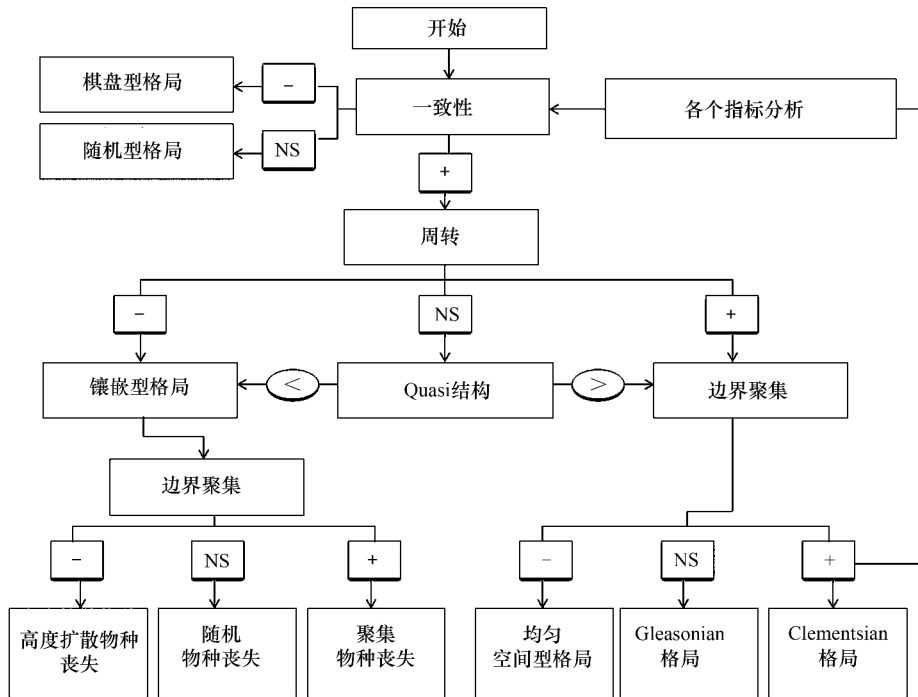 开始
棋盘型格局
−
一致性
各个指标分析
随机型格局
NS
+
周转
−
NS
+
镶嵌型格局
<
Quasi结构
>
边界聚集
边界聚集
−
NS
+
−
NS
+
高度扩散物种
丧失
随机
物种丧失
聚集
物种丧失
均匀
空间型格局
Gleasonian
格局
Clementsian
格局